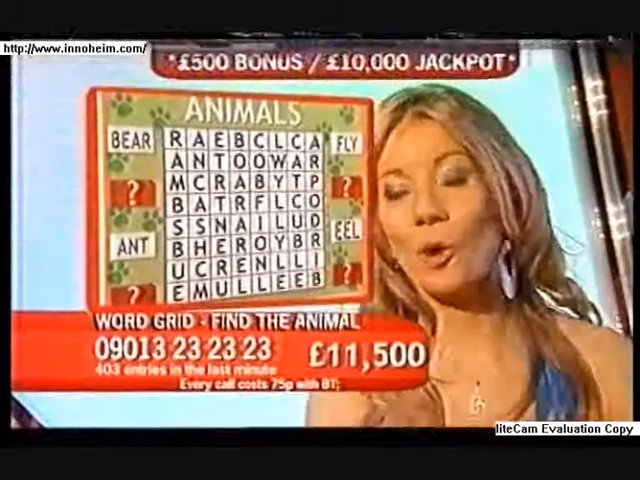 http://www.innoheim.com/
*£500 BONUS / £10,000 JACKPOT*
ANIMALS
BEAR
FLY
?
?
ANT
EEL
?
?
RAEBCLCA
ANTOOWAR
MCRABYTP
BATRFLCO
SSNAILUD
BHEROYBR
UCRENLLI
EMULLEEB
WORD GRID - FIND THE ANIMAL
09013 23 23 23
£11,500
403 entries in the last minute
Every call costs 75p with BT;
liteCam Evaluation Copy